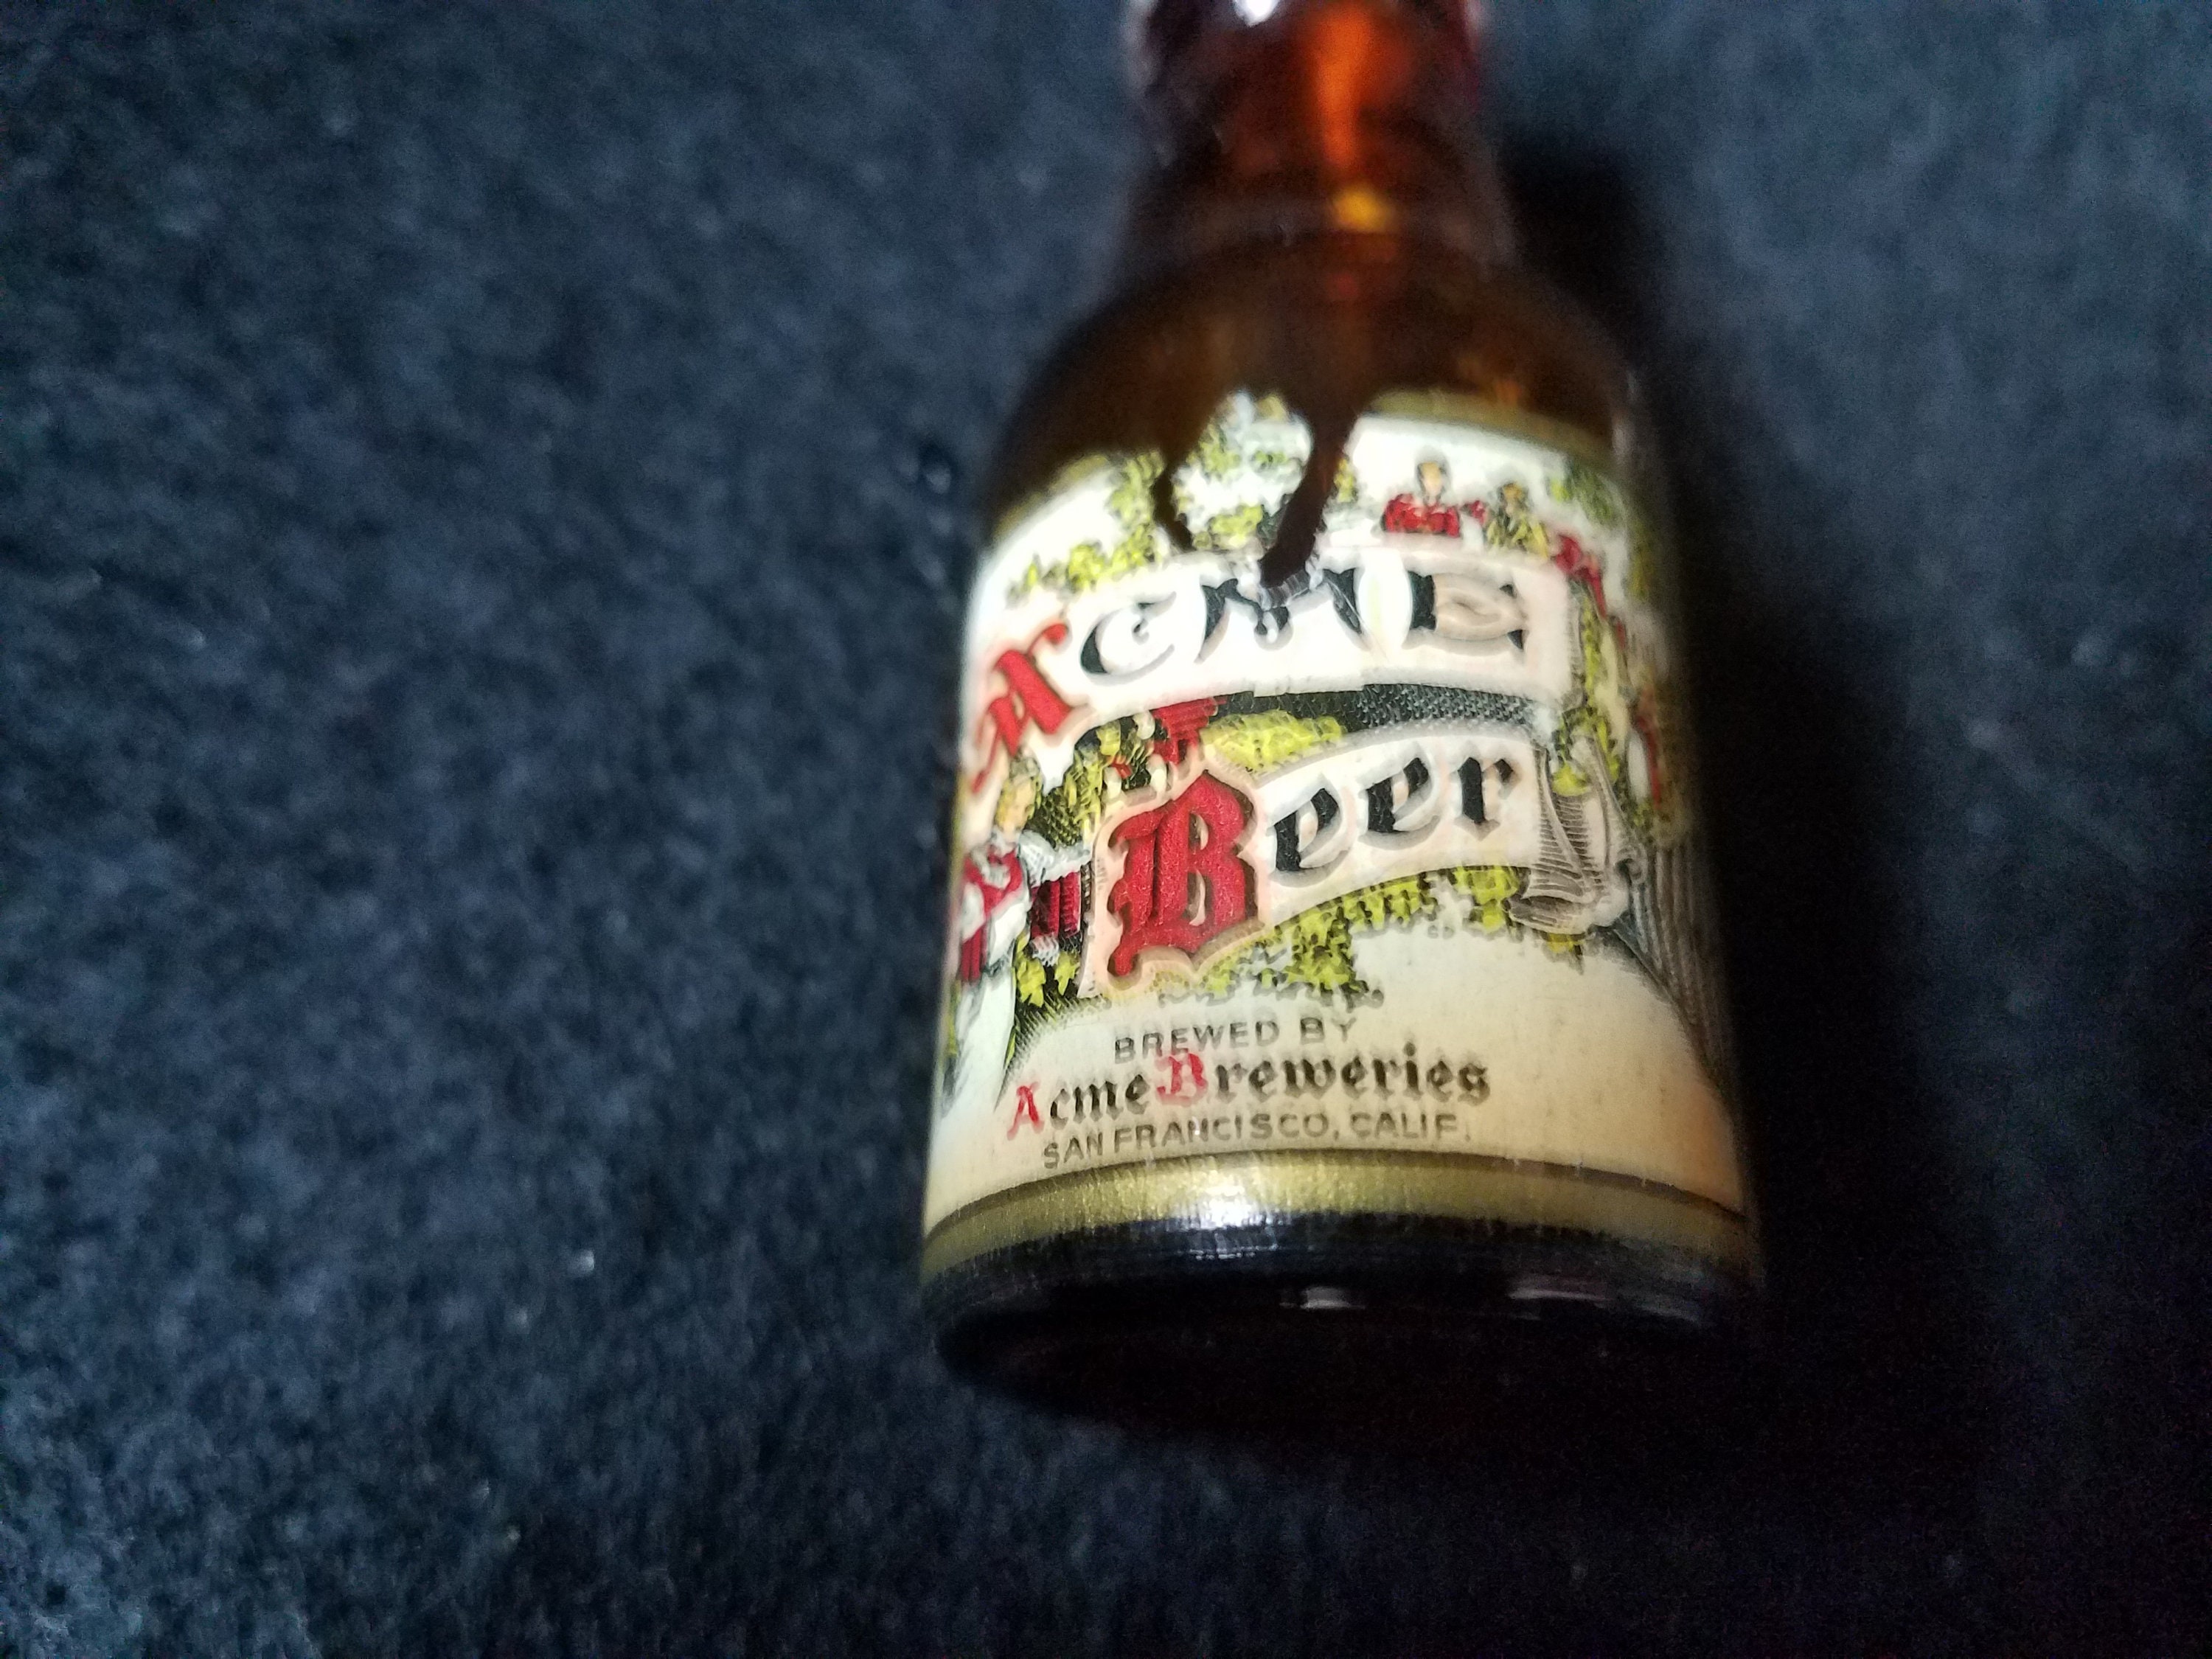 ACME
Beer
BREWED BY
Acme Breweries
SAN FRANCISCO, CALIF.